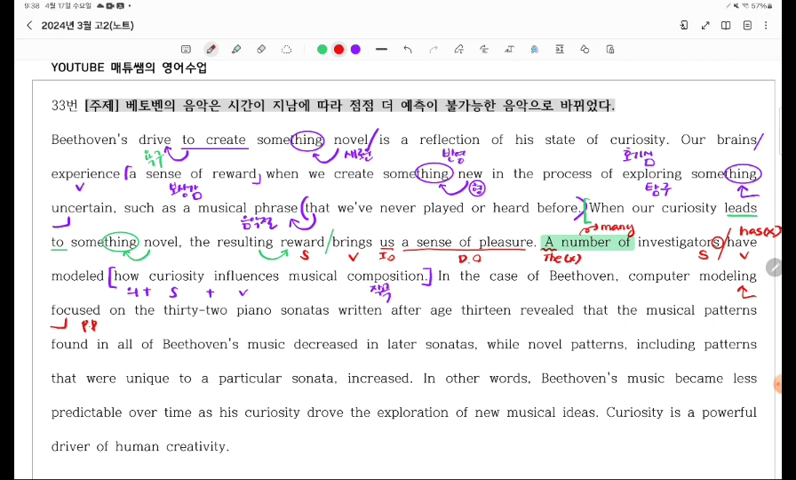 9:38 4월 17일 수요일 57%
2024년 3월 고2(노트)
YOUTUBE 매튜쌤의 영어수업
33번 [주제] 베토벤의 음악은 시간이 지남에 따라 점점 더 예측이 불가능한 음악으로 바뀌었다.
Beethoven's drive to create something novel is a reflection of his state of curiosity. Our brains
욕구 새로운 반영 호기심
experience a sense of reward when we create something new in the process of exploring something
v 보상감 형 탐구
uncertain, such as a musical phrase that we've never played or heard before. When our curiosity leads
음악적 many has(x)
to something novel, the resulting reward brings us a sense of pleasure. A number of investigators have
S V I.O D.O The(x) S V
modeled how curiosity influences musical composition. In the case of Beethoven, computer modeling
의+ S + v 작곡
focused on the thirty-two piano sonatas written after age thirteen revealed that the musical patterns
P.P
found in all of Beethoven's music decreased in later sonatas, while novel patterns, including patterns
that were unique to a particular sonata, increased. In other words, Beethoven's music became less
predictable over time as his curiosity drove the exploration of new musical ideas. Curiosity is a powerful
driver of human creativity.